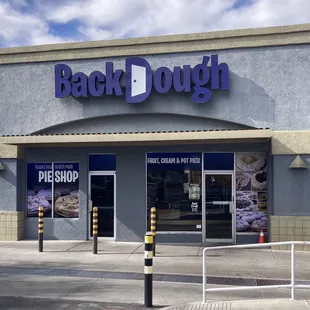 BackDough
FRUIT, CREAM & POT PIES
PIE SHOP